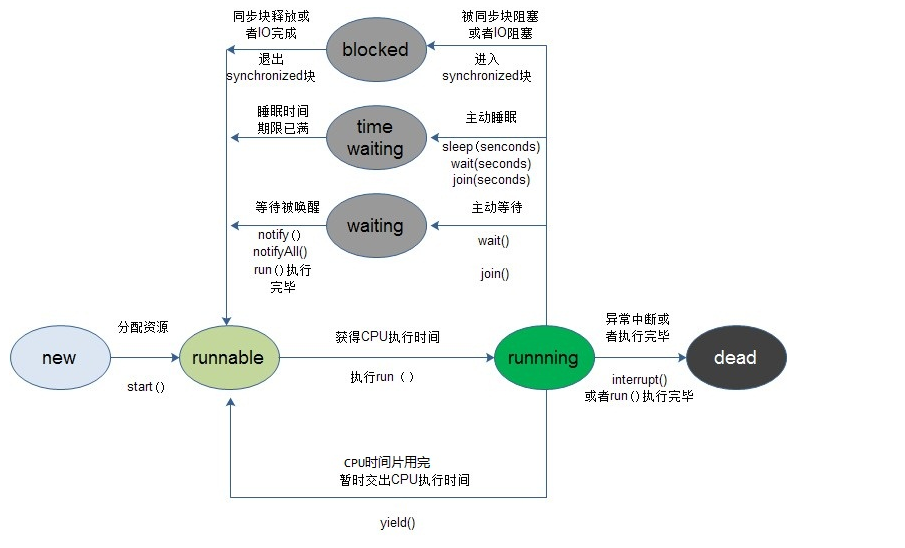 同步块释放或
者IO完成
blocked
被同步块阻塞
或者IO阻塞
退出
synchronized块
进入
synchronized块
睡眠时间
期限已满
time
waiting
主动睡眠
sleep(senconds)
wait(seconds)
join(seconds)
等待被唤醒
waiting
主动等待
notify()
notifyAll()
run()执行
完毕
wait()
join()
new
分配资源
start()
runnable
获得CPU执行时间
执行run（）
runnning
异常中断或
者执行完毕
interrupt()
或者run()执行完毕
dead
CPU时间片用完
暂时交出CPU执行时间
yield()